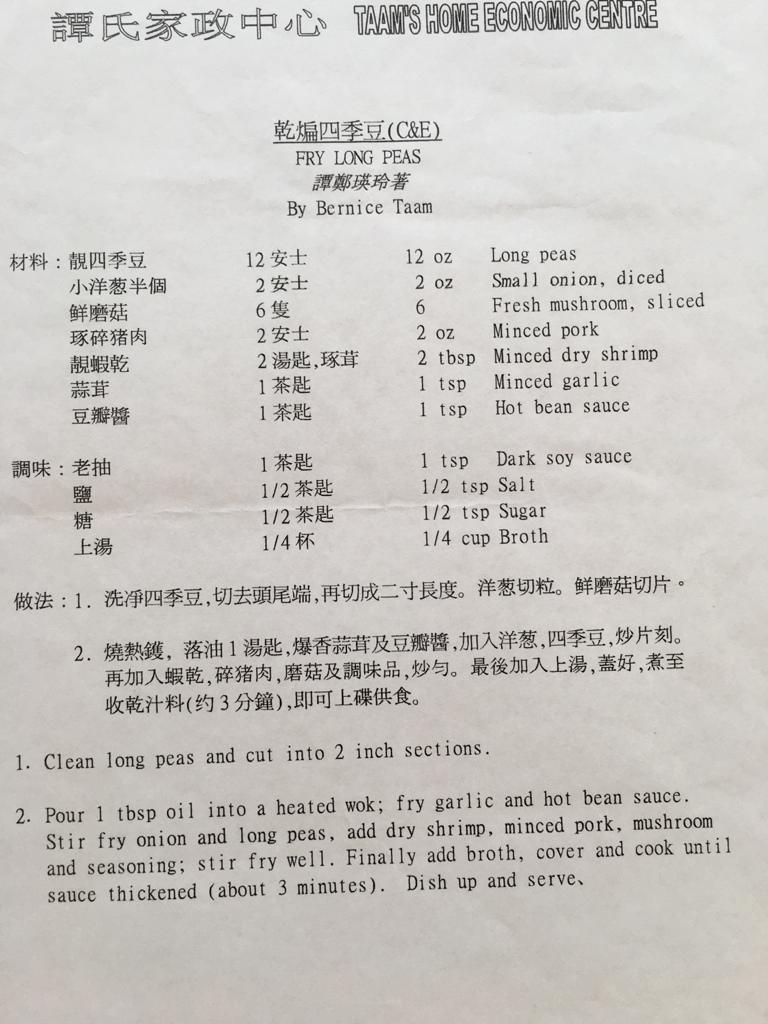 譚氏家政中心 TAAM'S HOME ECONOMIC CENTRE
乾煸四季豆(C&E)
FRY LONG PEAS
譚鄭瑛玲著
By Bernice Taam
材料：靚四季豆 12 安士 12 oz Long peas
小洋葱半個 2 安士 2 oz Small onion, diced
鮮磨菇 6 隻 6 Fresh mushroom, sliced
琢碎猪肉 2 安士 2 oz Minced pork
靚蝦乾 2 湯匙,琢茸 2 tbsp Minced dry shrimp
蒜茸 1 茶匙 1 tsp Minced garlic
豆瓣醬 1 茶匙 1 tsp Hot bean sauce
調味：老抽 1 茶匙 1 tsp Dark soy sauce
鹽 1/2 茶匙 1/2 tsp Salt
糖 1/2 茶匙 1/2 tsp Sugar
上湯 1/4 杯 1/4 cup Broth
做法：1. 洗凈四季豆,切去頭尾端,再切成二寸長度。洋葱切粒。鮮磨菇切片。
2. 燒熱鑊, 落油 1 湯匙,爆香蒜茸及豆瓣醬,加入洋葱,四季豆,炒片刻。
再加入蝦乾,碎猪肉,磨菇及調味品,炒勻。最後加入上湯,蓋好,煮至
收乾汁料(约 3 分鐘),即可上碟供食。
1. Clean long peas and cut into 2 inch sections.
2. Pour 1 tbsp oil into a heated wok; fry garlic and hot bean sauce.
Stir fry onion and long peas, add dry shrimp, minced pork, mushroom
and seasoning; stir fry well. Finally add broth, cover and cook until
sauce thickened (about 3 minutes). Dish up and serve、